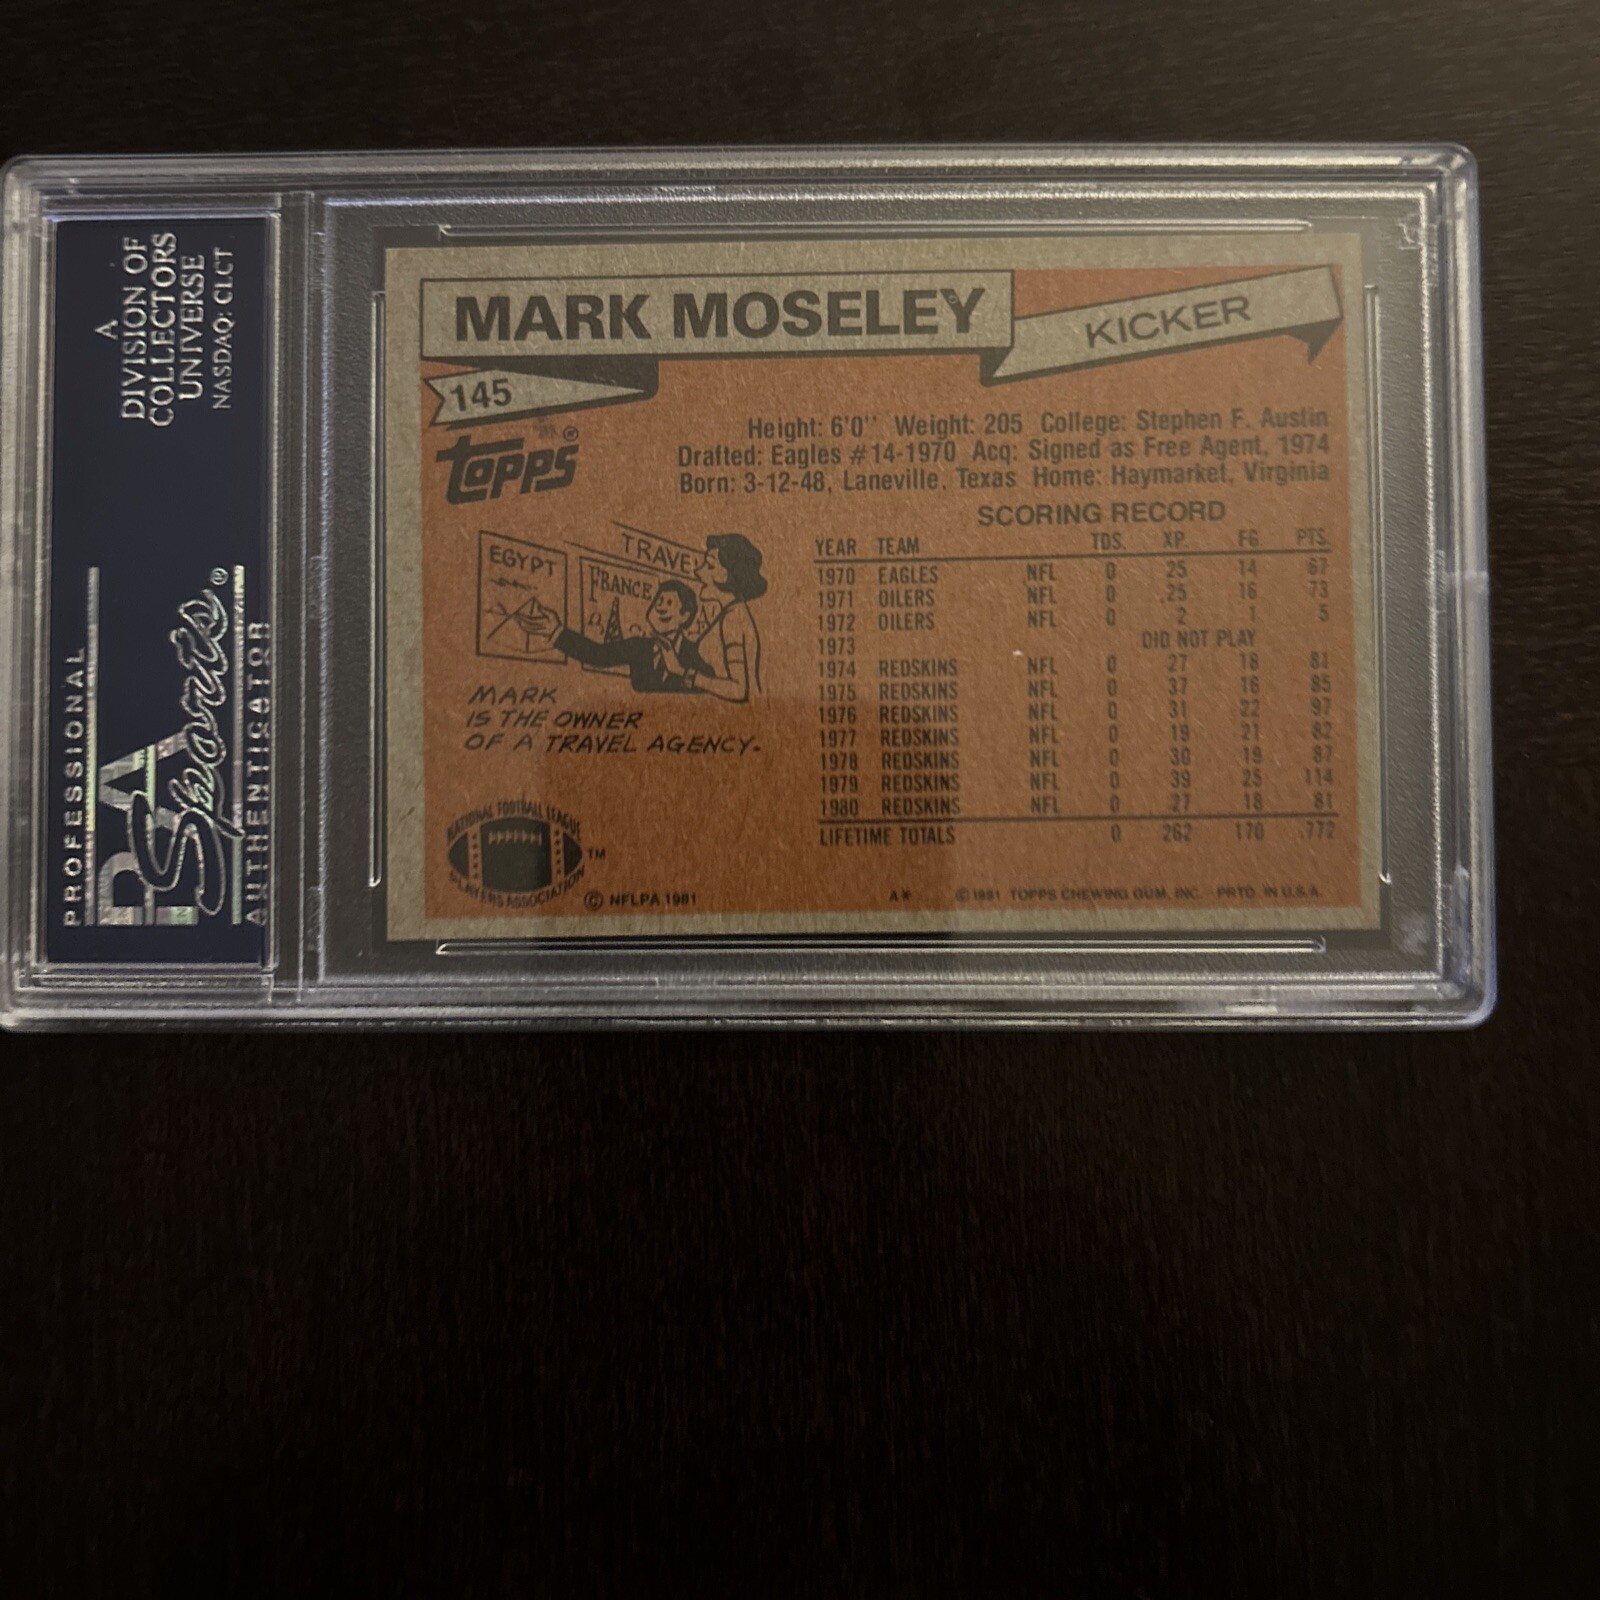 A
DIVISION OF
COLLECTORS
UNIVERSE
NASDAQ: CLCT
PROFESSIONAL
PSA
Sports®
AUTHENTICATOR
MARK MOSELEY
KICKER
145
Topps®
Height: 6'0'' Weight: 205 College: Stephen F. Austin
Drafted: Eagles #14-1970 Acq: Signed as Free Agent, 1974
Born: 3-12-48, Laneville, Texas Home: Haymarket, Virginia
EGYPT
TRAVEL
FRANCE
MARK
IS THE OWNER
OF A TRAVEL AGENCY.
SCORING RECORD
YEAR TEAM TDS. XP. FG. PTS.
1970 EAGLES NFL 0 25 14 67
1971 OILERS NFL 0 25 16 73
1972 OILERS NFL 0 2 1 5
1973 DID NOT PLAY
1974 REDSKINS NFL 0 27 18 81
1975 REDSKINS NFL 0 37 16 85
1976 REDSKINS NFL 0 31 22 97
1977 REDSKINS NFL 0 19 21 82
1978 REDSKINS NFL 0 30 19 87
1979 REDSKINS NFL 0 39 25 114
1980 REDSKINS NFL 0 27 18 81
LIFETIME TOTALS 0 262 170 772
NATIONAL FOOTBALL LEAGUE
PLAYERS ASSOCIATION
™
© NFLPA 1981
A* © 1981 TOPPS CHEWING GUM, INC. PRTD. IN U.S.A.